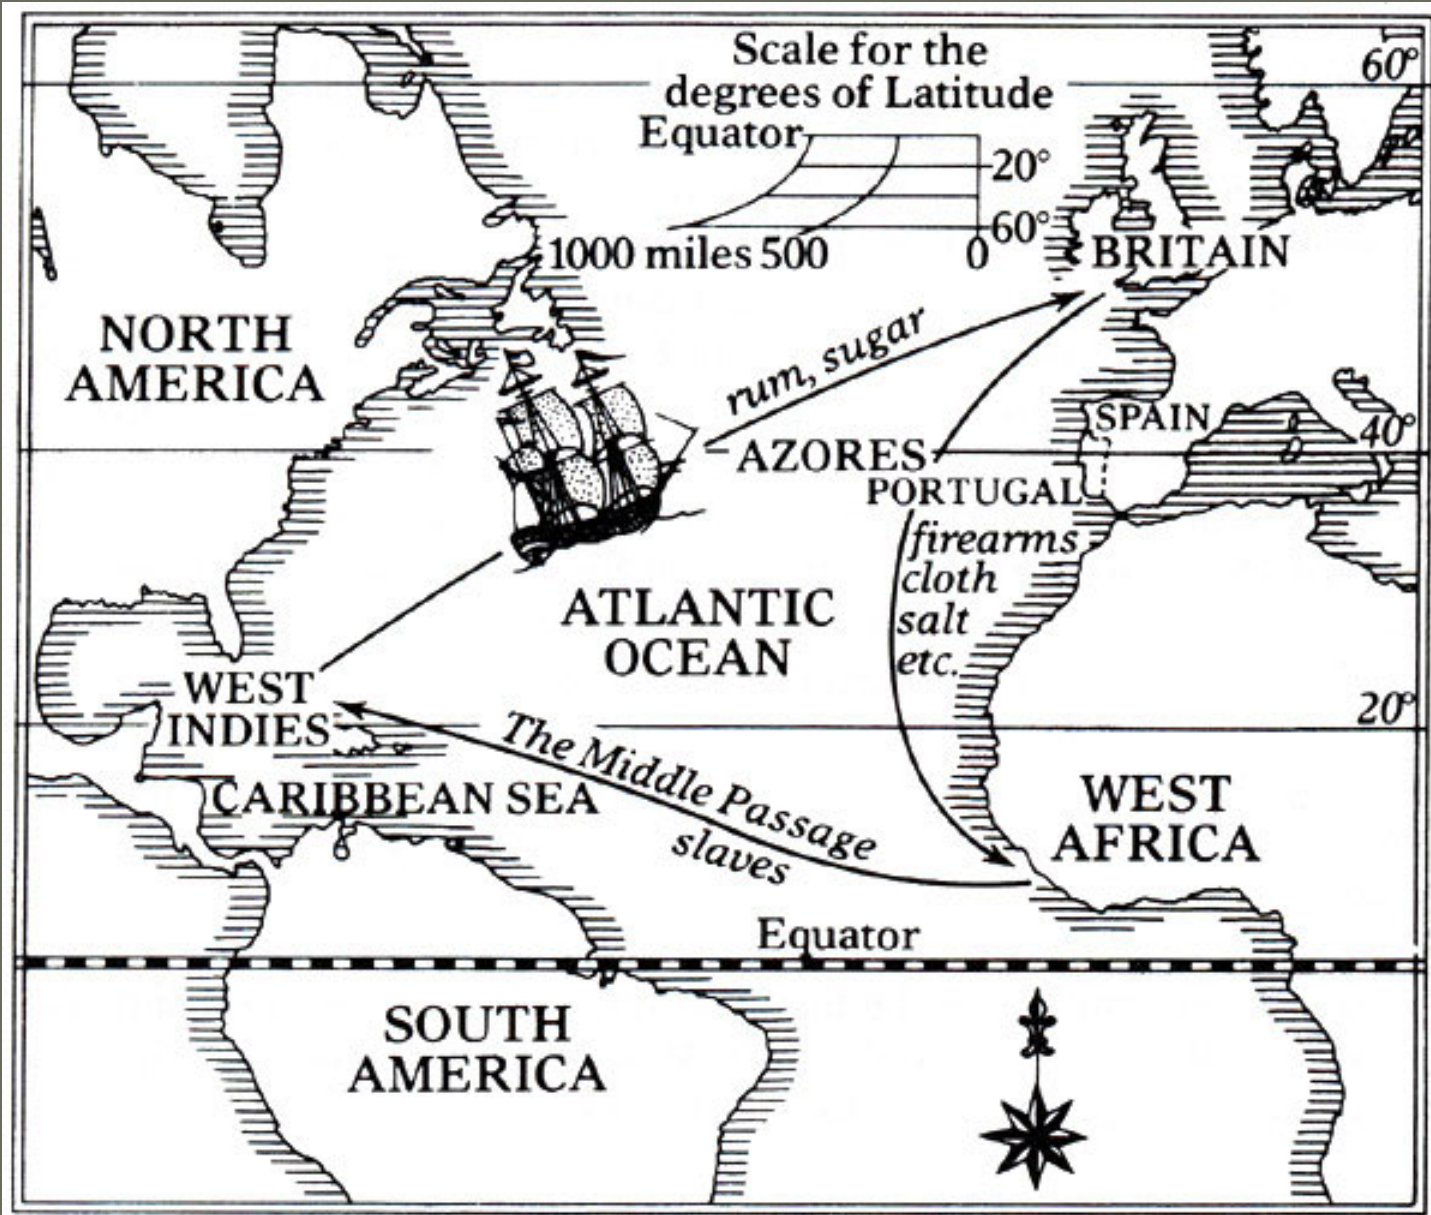 Scale for the
degrees of Latitude
60°
Equator
20°
60°
1000 miles 500 0
BRITAIN
NORTH
AMERICA
rum, sugar
SPAIN
40°
AZORES
PORTUGAL
firearms
cloth
salt
etc.
ATLANTIC
OCEAN
WEST
INDIES
20°
The Middle Passage
slaves
CARIBBEAN SEA
WEST
AFRICA
Equator
SOUTH
AMERICA